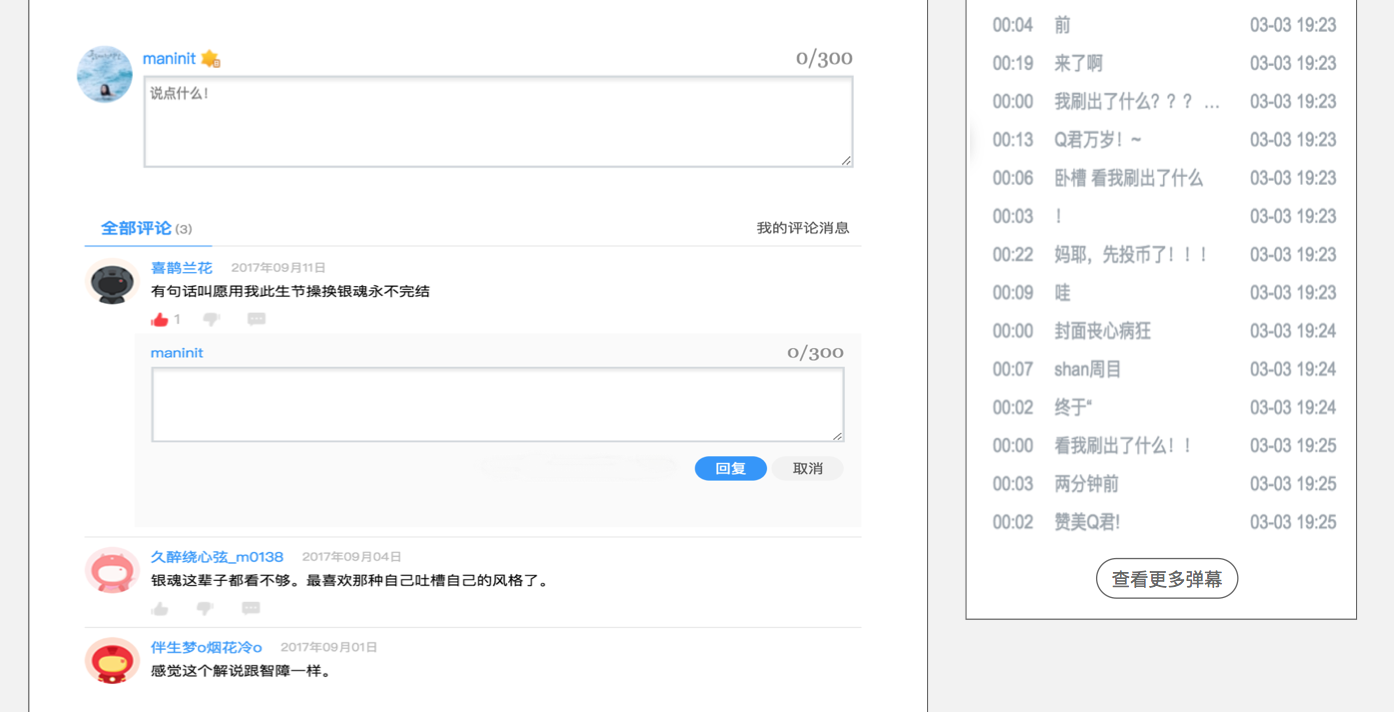 maninit
0/300
说点什么!
全部评论 (3)
我的评论消息
喜鹊兰花 2017年09月11日
有句话叫愿用我此生节操换银魂永不完结
1
maninit
0/300
回复 取消
久醉绕心弦_m0138 2017年09月04日
银魂这辈子都看不够。最喜欢那种自己吐槽自己的风格了。
伴生梦o烟花冷o 2017年09月01日
感觉这个解说跟智障一样。
00:04 前 03-03 19:23
00:19 来了啊 03-03 19:23
00:00 我刷出了什么？？？ … 03-03 19:23
00:13 Q君万岁！~ 03-03 19:23
00:06 卧槽 看我刷出了什么 03-03 19:23
00:03 ！ 03-03 19:23
00:22 妈耶，先投币了！！！ 03-03 19:23
00:09 哇 03-03 19:23
00:00 封面丧心病狂 03-03 19:24
00:07 shan周目 03-03 19:24
00:02 终于“ 03-03 19:24
00:00 看我刷出了什么！！ 03-03 19:25
00:03 两分钟前 03-03 19:25
00:02 赞美Q君! 03-03 19:25
查看更多弹幕